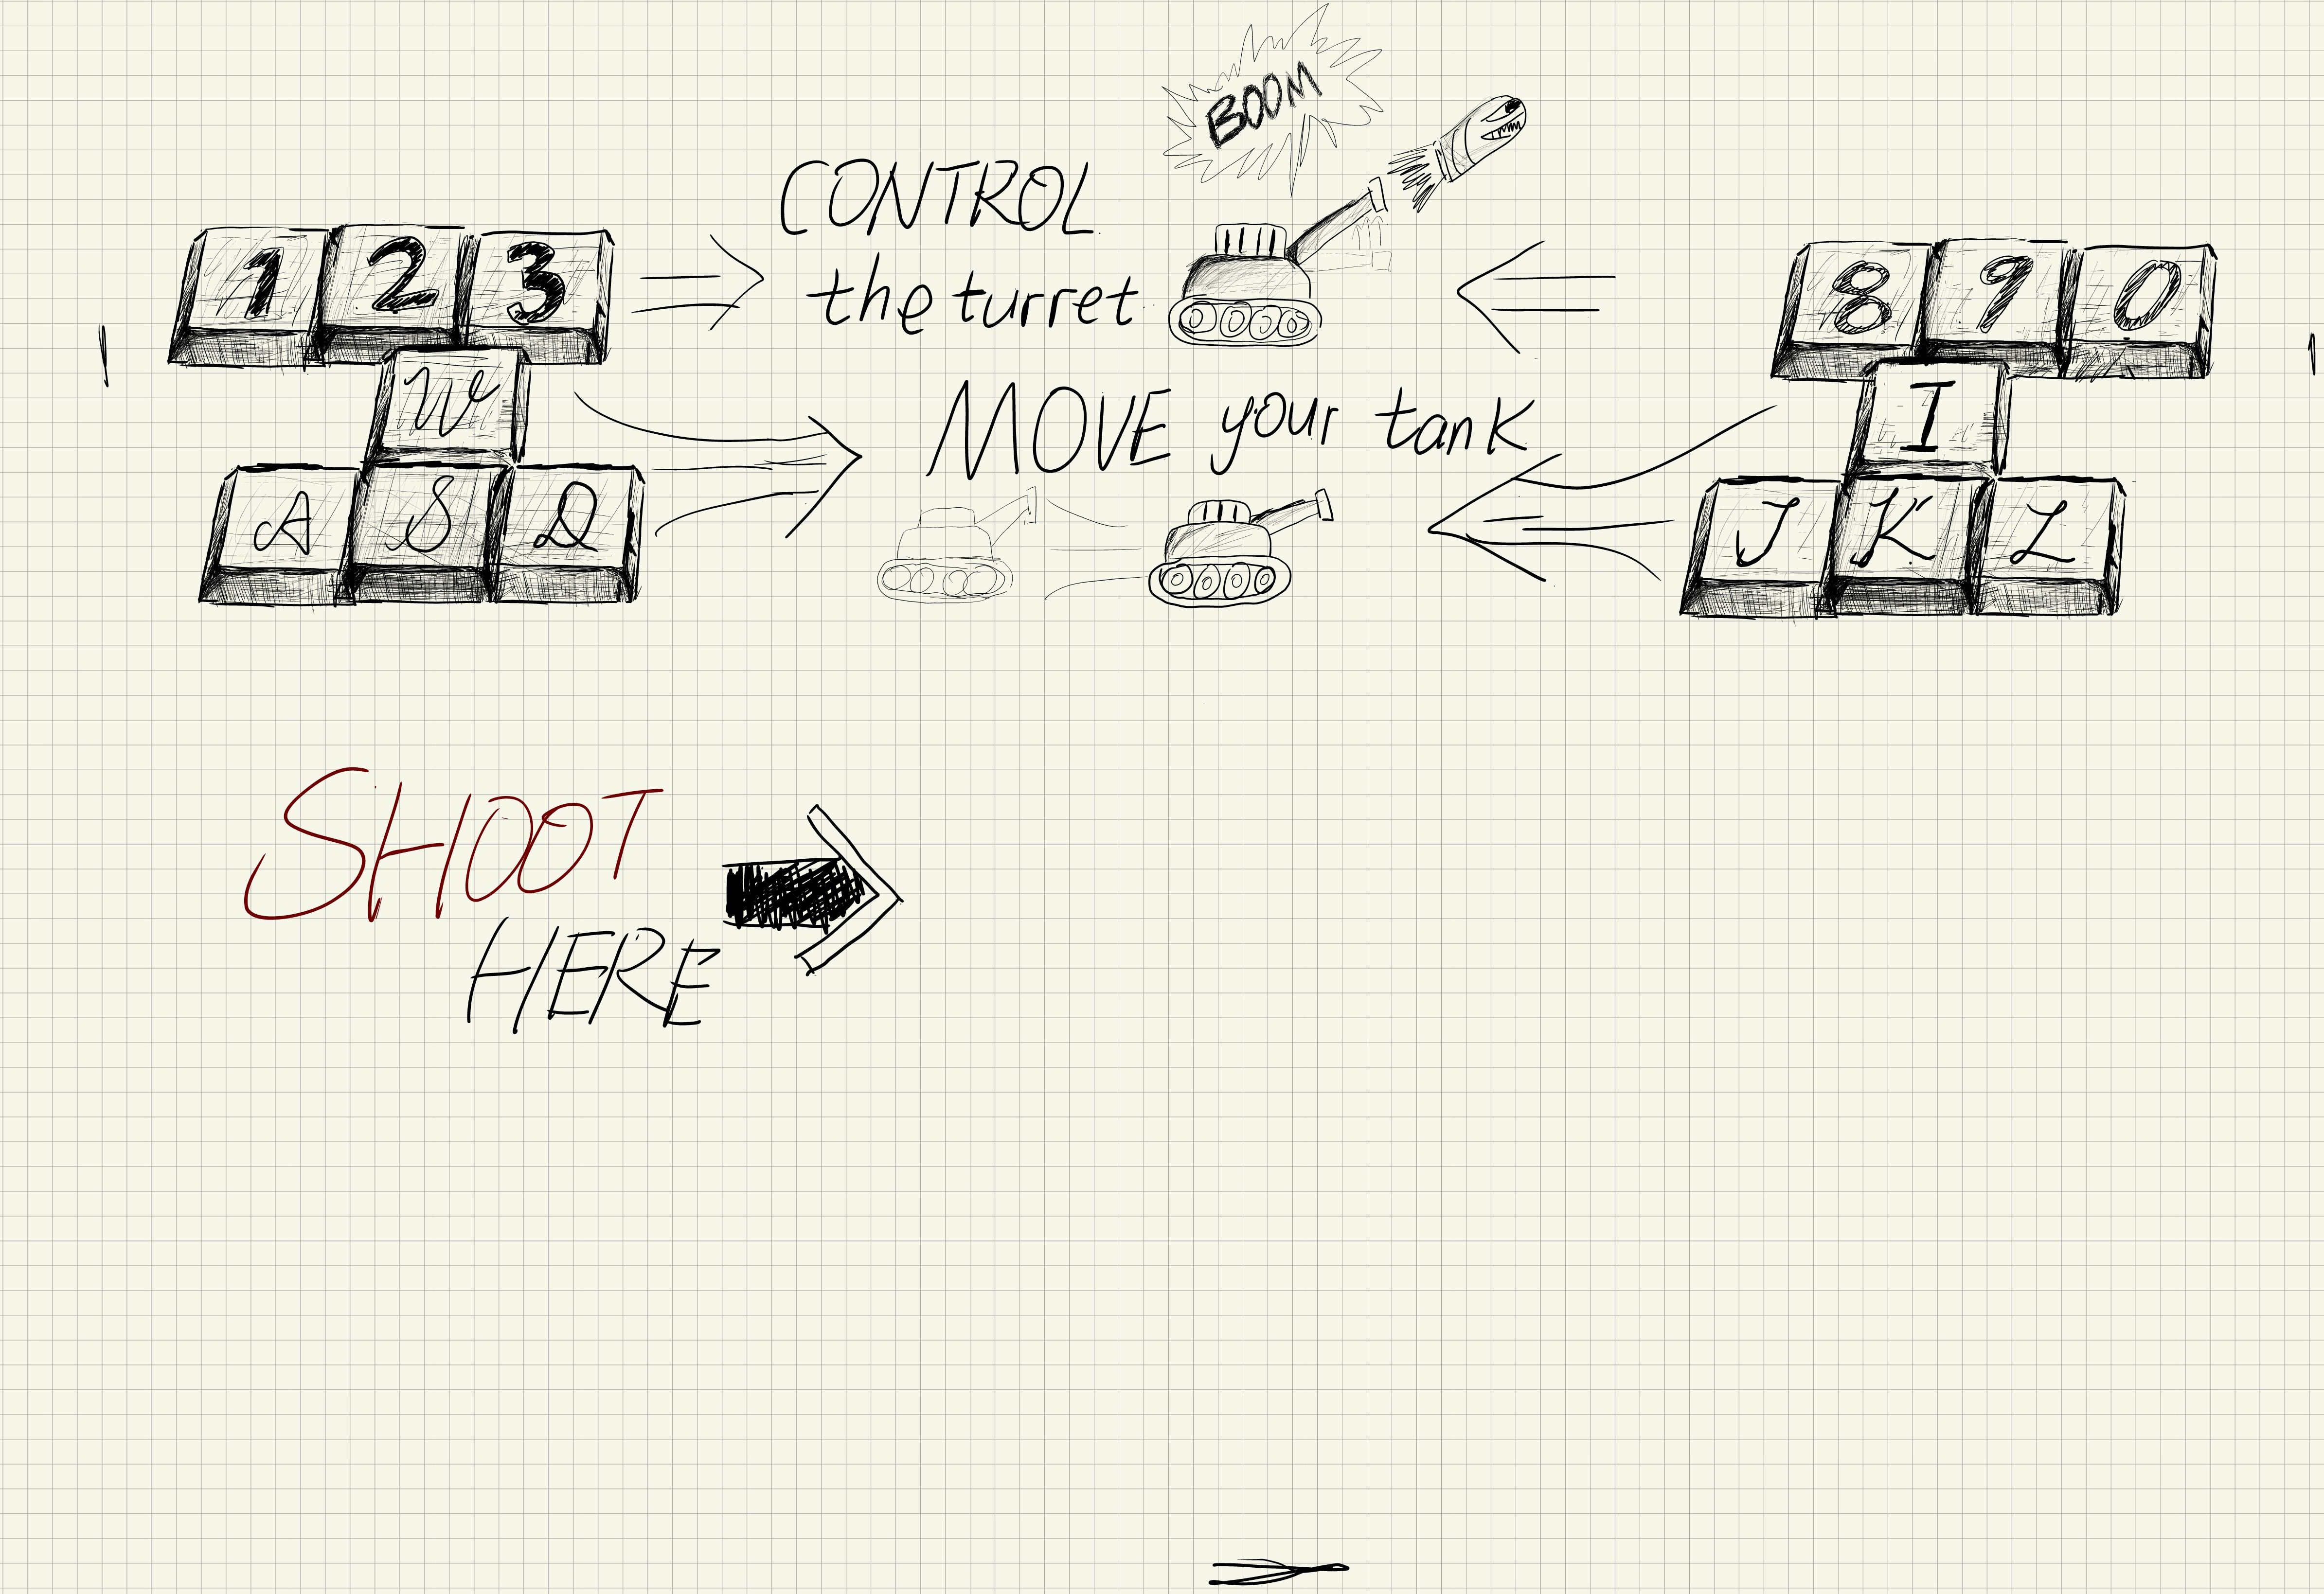 BOOM
CONTROL
the turret
1 2 3
8 9 0
W
I
MOVE your tank
A S D
J K L
SHOOT
HERE